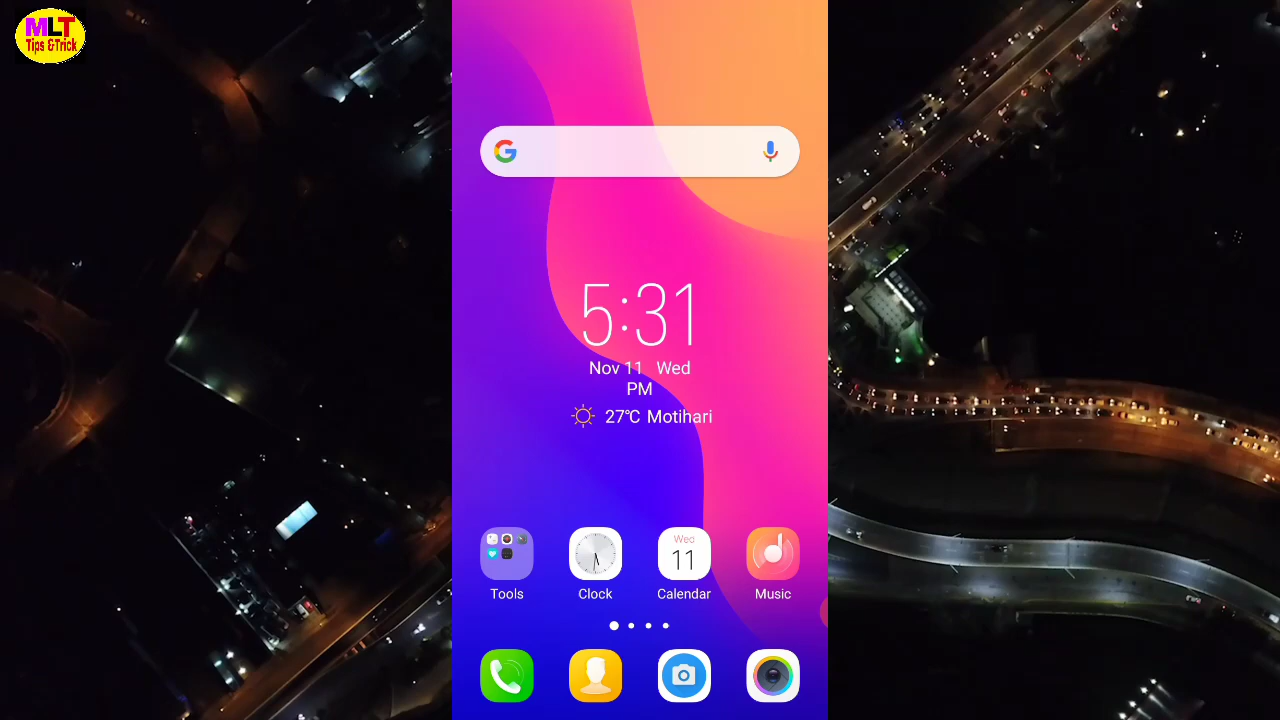 MLT
Tips &Trick
5:31
Nov 11 Wed
PM
27℃ Motihari
Wed
11
Tools
Clock
Calendar
Music